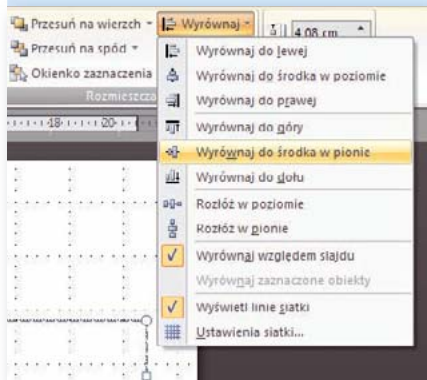 Przesuń na wierzch
Wyrównaj
Przesuń na spód
4,08 cm
Okienko zaznaczenia
Rozmieszcza
18 20
Wyrównaj do lewej
Wyrównaj do środka w poziomie
Wyrównaj do prawej
Wyrównaj do góry
Wyrównaj do środka w pionie
Wyrównaj do dołu
Rozłóż w poziomie
Rozłóż w pionie
Wyrównaj względem slajdu
Wyrównaj zaznaczone obiekty
Wyświetl linie siatki
Ustawienia siatki...